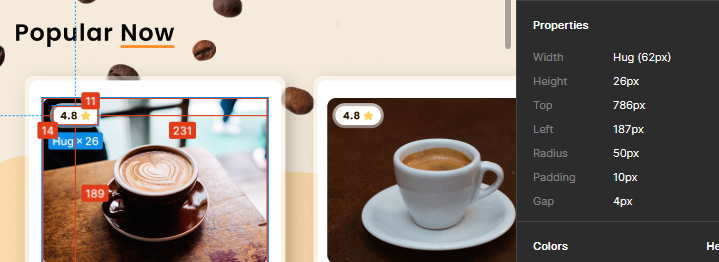 Popular Now
11
4.8
14
231
Hug × 26
189
4.8
Properties
Width Hug (62px)
Height 26px
Top 786px
Left 187px
Radius 50px
Padding 10px
Gap 4px
Colors He